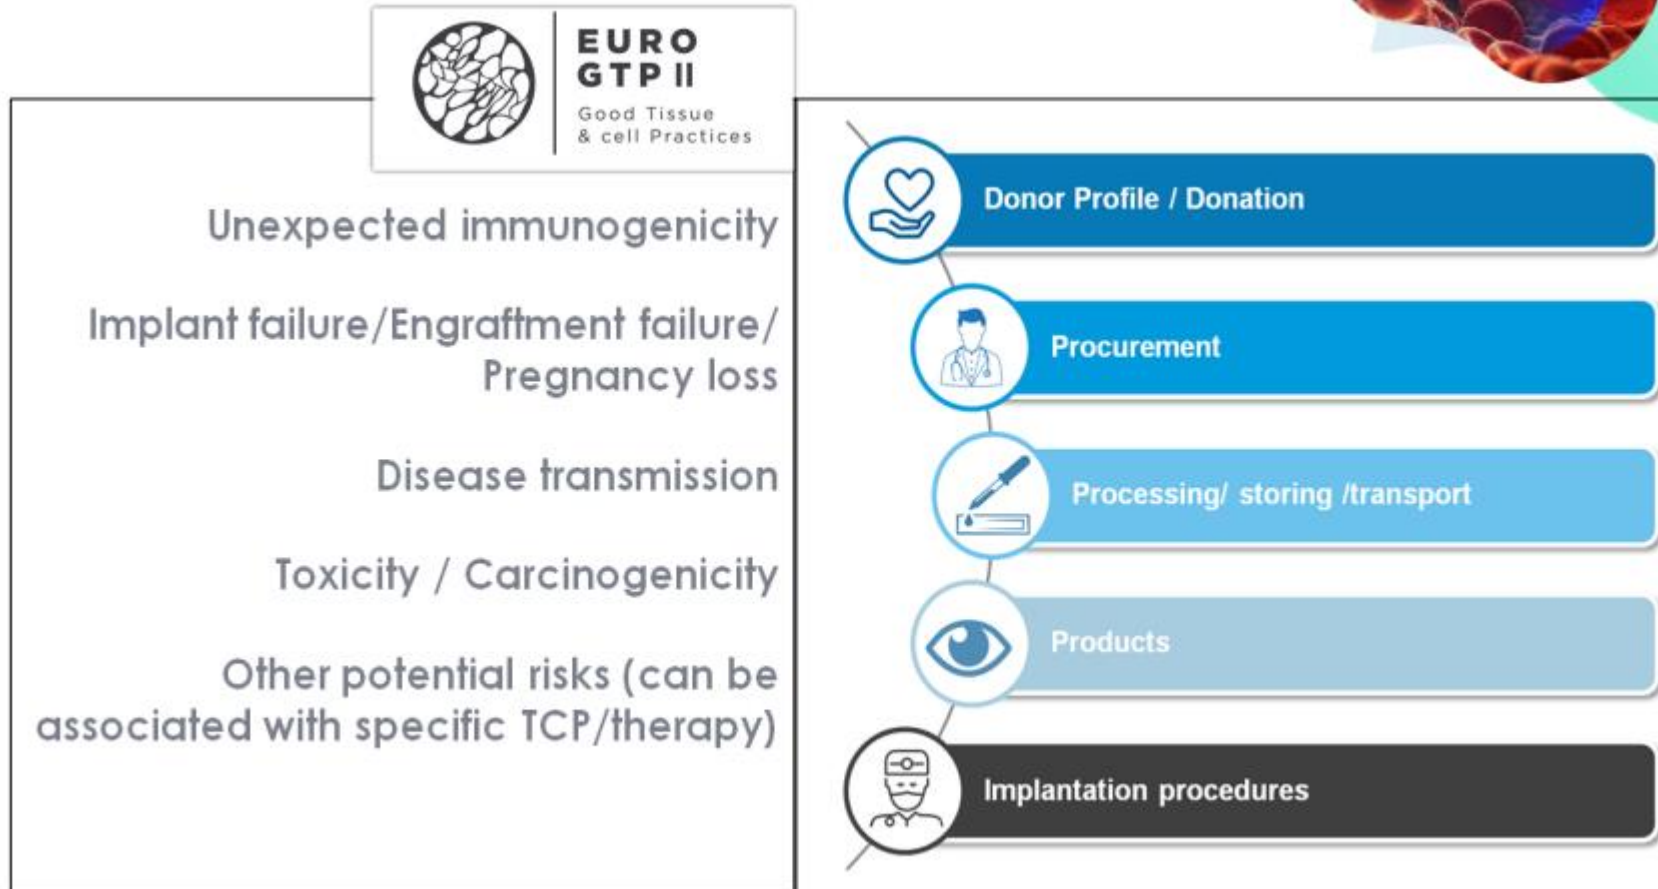 EURO
GTP II
Good Tissue
& cell Practices
Unexpected immunogenicity
Implant failure/Engraftment failure/
Pregnancy loss
Disease transmission
Toxicity / Carcinogenicity
Other potential risks (can be
associated with specific TCP/therapy)
Donor Profile / Donation
Procurement
Processing/ storing /transport
Products
Implantation procedures